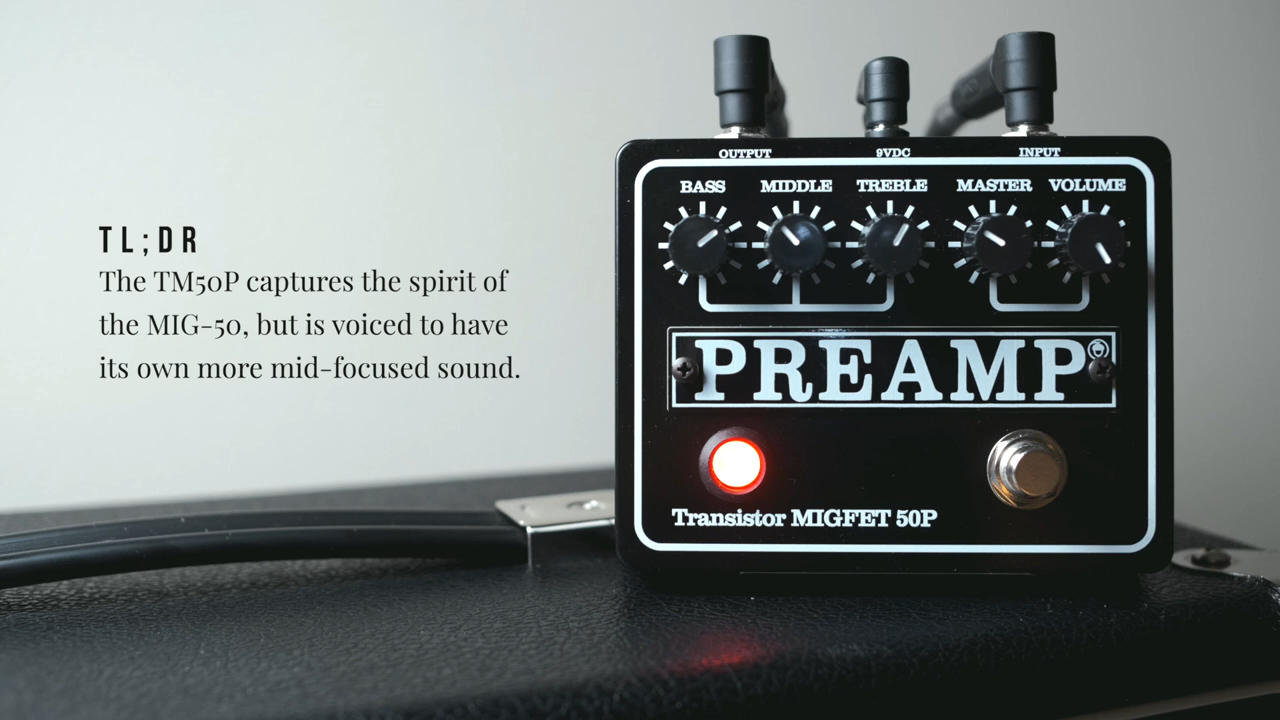 TL;DR
The TM50P captures the spirit of
the MIG-50, but is voiced to have
its own more mid-focused sound.
OUTPUT 9VDC INPUT
BASS MIDDLE TREBLE MASTER VOLUME
PREAMP
Transistor MIGFET 50P